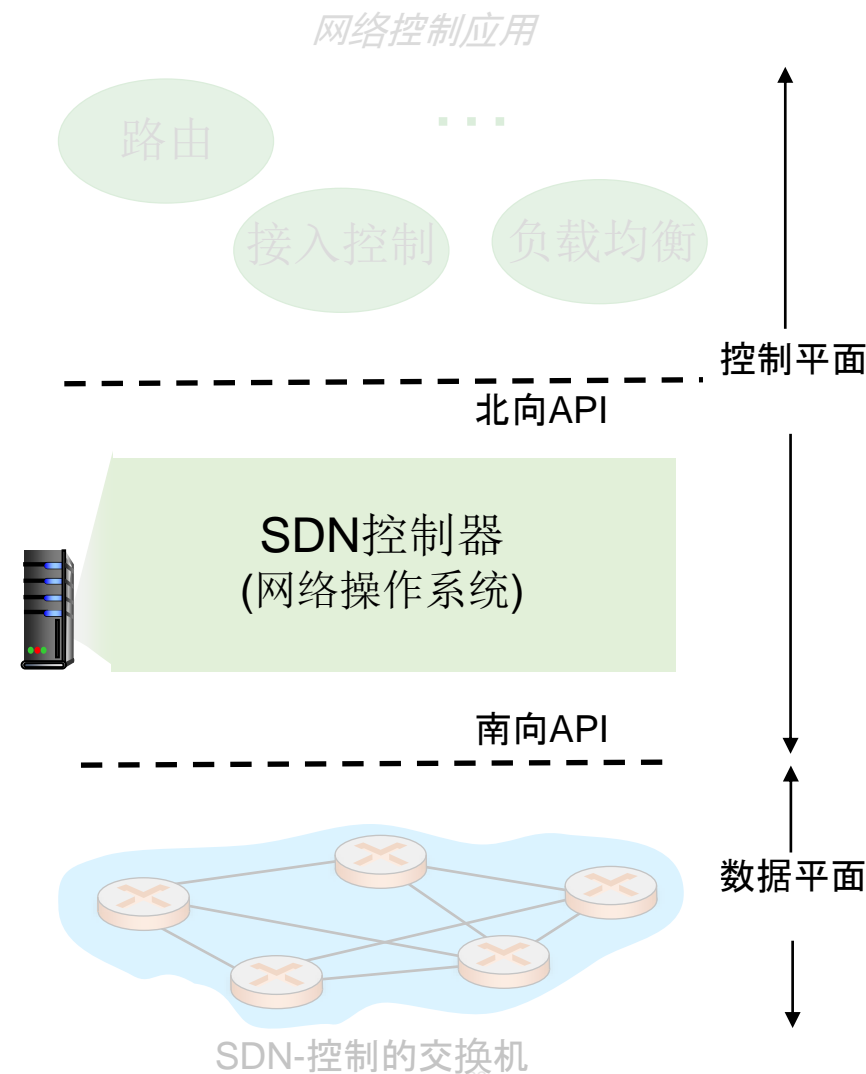 网络控制应用
路由
...
接入控制
负载均衡
控制平面
北向API
SDN控制器
(网络操作系统)
南向API
数据平面
SDN-控制的交换机